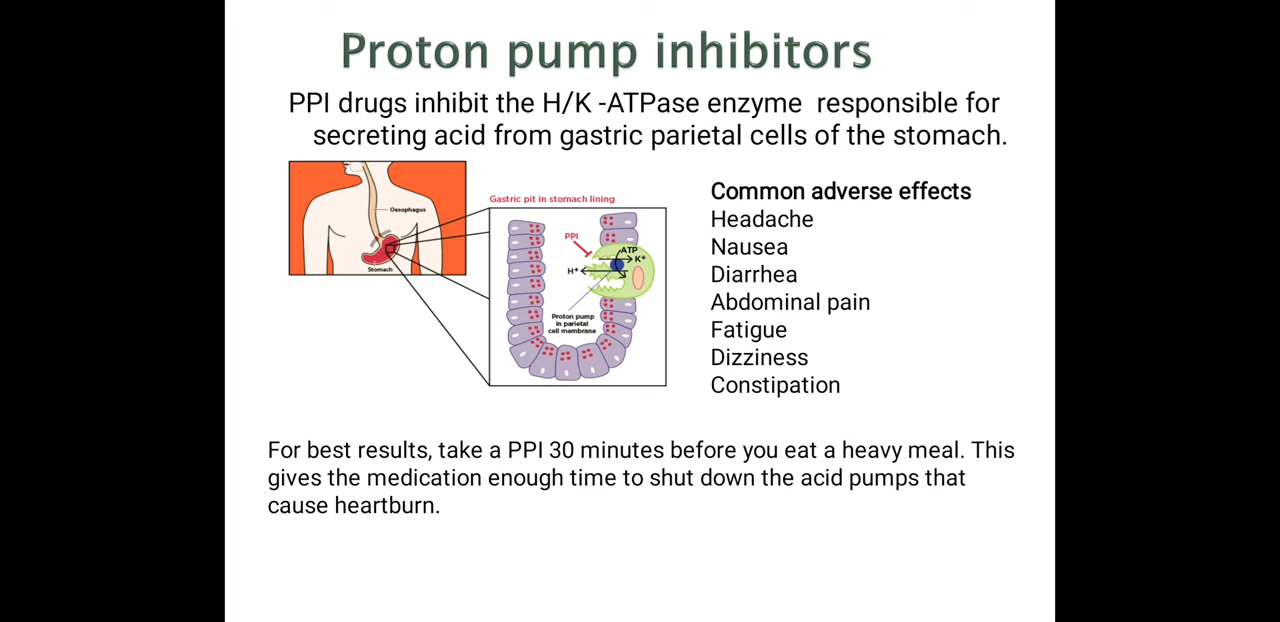 Proton pump inhibitors
PPI drugs inhibit the H/K -ATPase enzyme responsible for
secreting acid from gastric parietal cells of the stomach.
Oesophagus
Stomach
Gastric pit in stomach lining
PPI
ATP
K+
H+
Proton pump
in parietal
cell membrane
Common adverse effects
Headache
Nausea
Diarrhea
Abdominal pain
Fatigue
Dizziness
Constipation
For best results, take a PPI 30 minutes before you eat a heavy meal. This
gives the medication enough time to shut down the acid pumps that
cause heartburn.